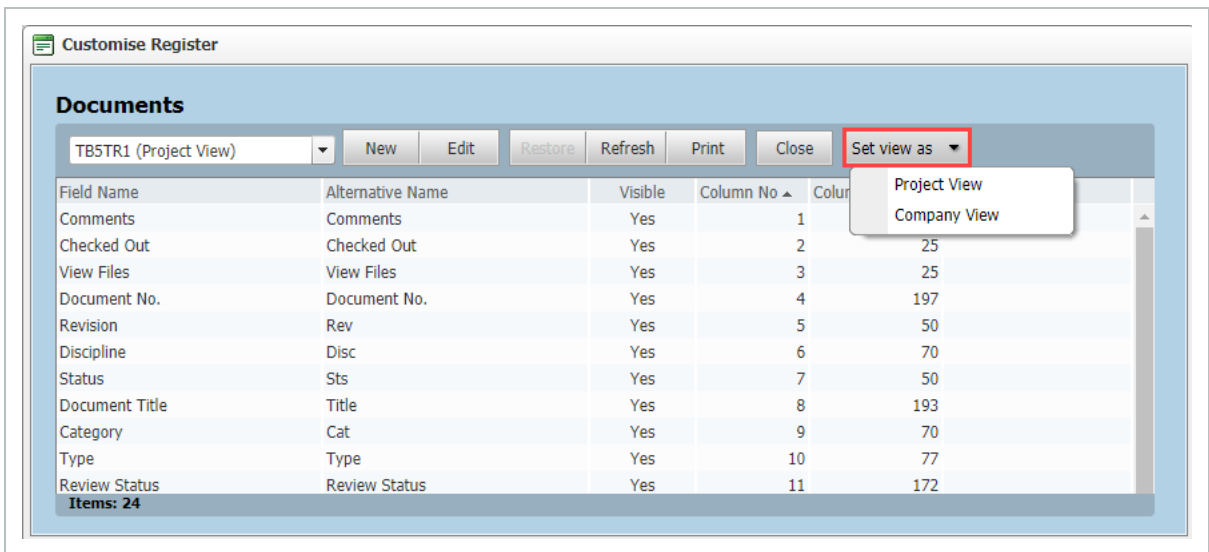 Customise Register
Documents
TB5TR1 (Project View) New Edit Restore Refresh Print Close Set view as
Project View
Company View
Field Name Alternative Name Visible Column No Colu
Comments Comments Yes 1
Checked Out Checked Out Yes 2 25
View Files View Files Yes 3 25
Document No. Document No. Yes 4 197
Revision Rev Yes 5 50
Discipline Disc Yes 6 70
Status Sts Yes 7 50
Document Title Title Yes 8 193
Category Cat Yes 9 70
Type Type Yes 10 77
Review Status Review Status Yes 11 172
Items: 24